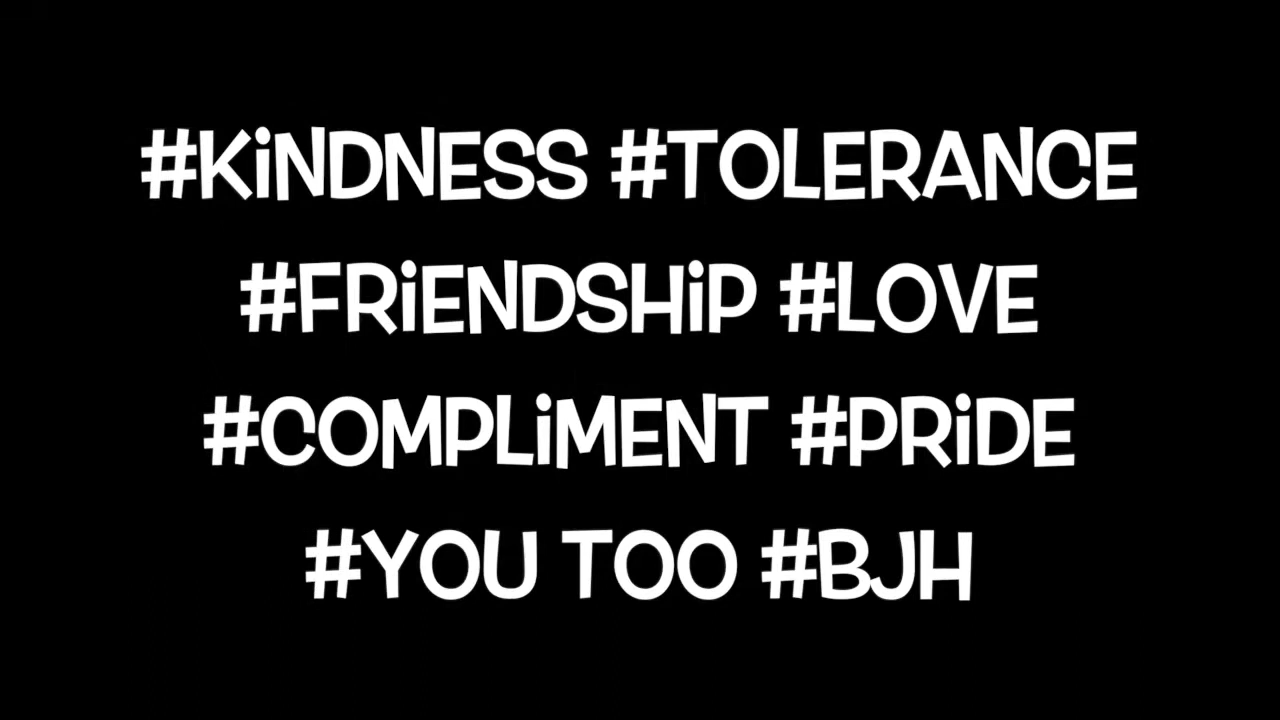 #KiNDNESS #TOLERANCE
#FRiENDSHiP #LOVE
#COMPLiMENT #PRiDE
#YOU TOO #BJH